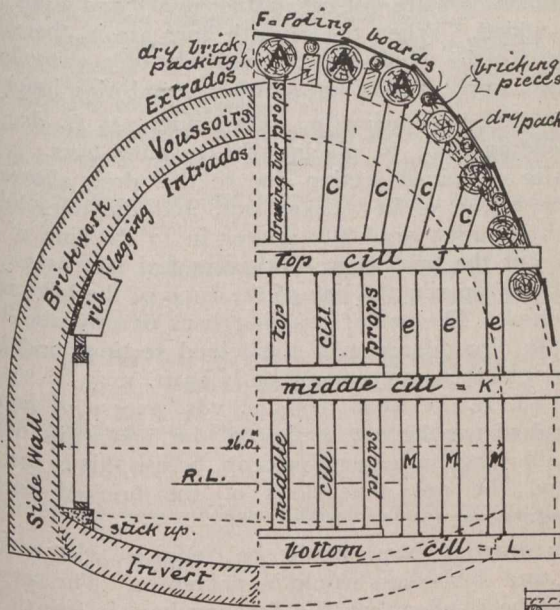 F = Poling boards
dry brick
packing
bricking
pieces
dry pack
Extrados
Voussoirs
Intrados
Brickwork
lagging
rib
A
A
A
drawing bar props
C
C
C
C
top cill J
top cill props
e
e
e
middle cill = K
26'.0"
middle cill props
M
M
M
R.L.
Side Wall
stick up.
Invert
bottom cill = L.